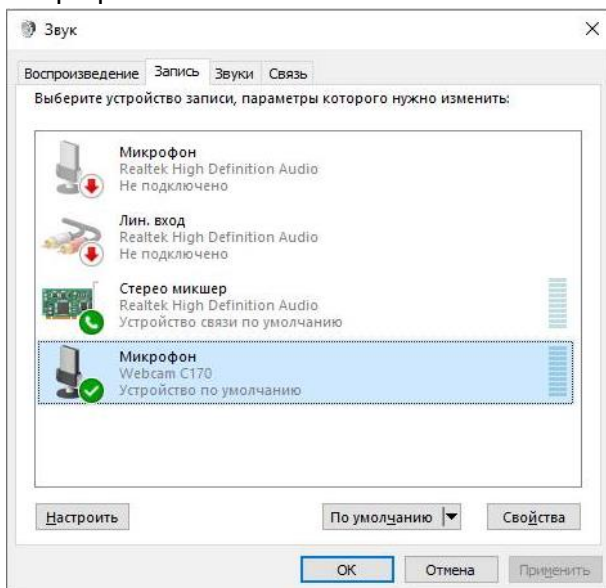 Звук
Воспроизведение Запись Звуки Связь
Выберите устройство записи, параметры которого нужно изменить:
Микрофон
Realtek High Definition Audio
Не подключено
Лин. вход
Realtek High Definition Audio
Не подключено
Стерео микшер
Realtek High Definition Audio
Устройство связи по умолчанию
Микрофон
Webcam C170
Устройство по умолчанию
Настроить По умолчанию Свойства
ОК Отмена Применить